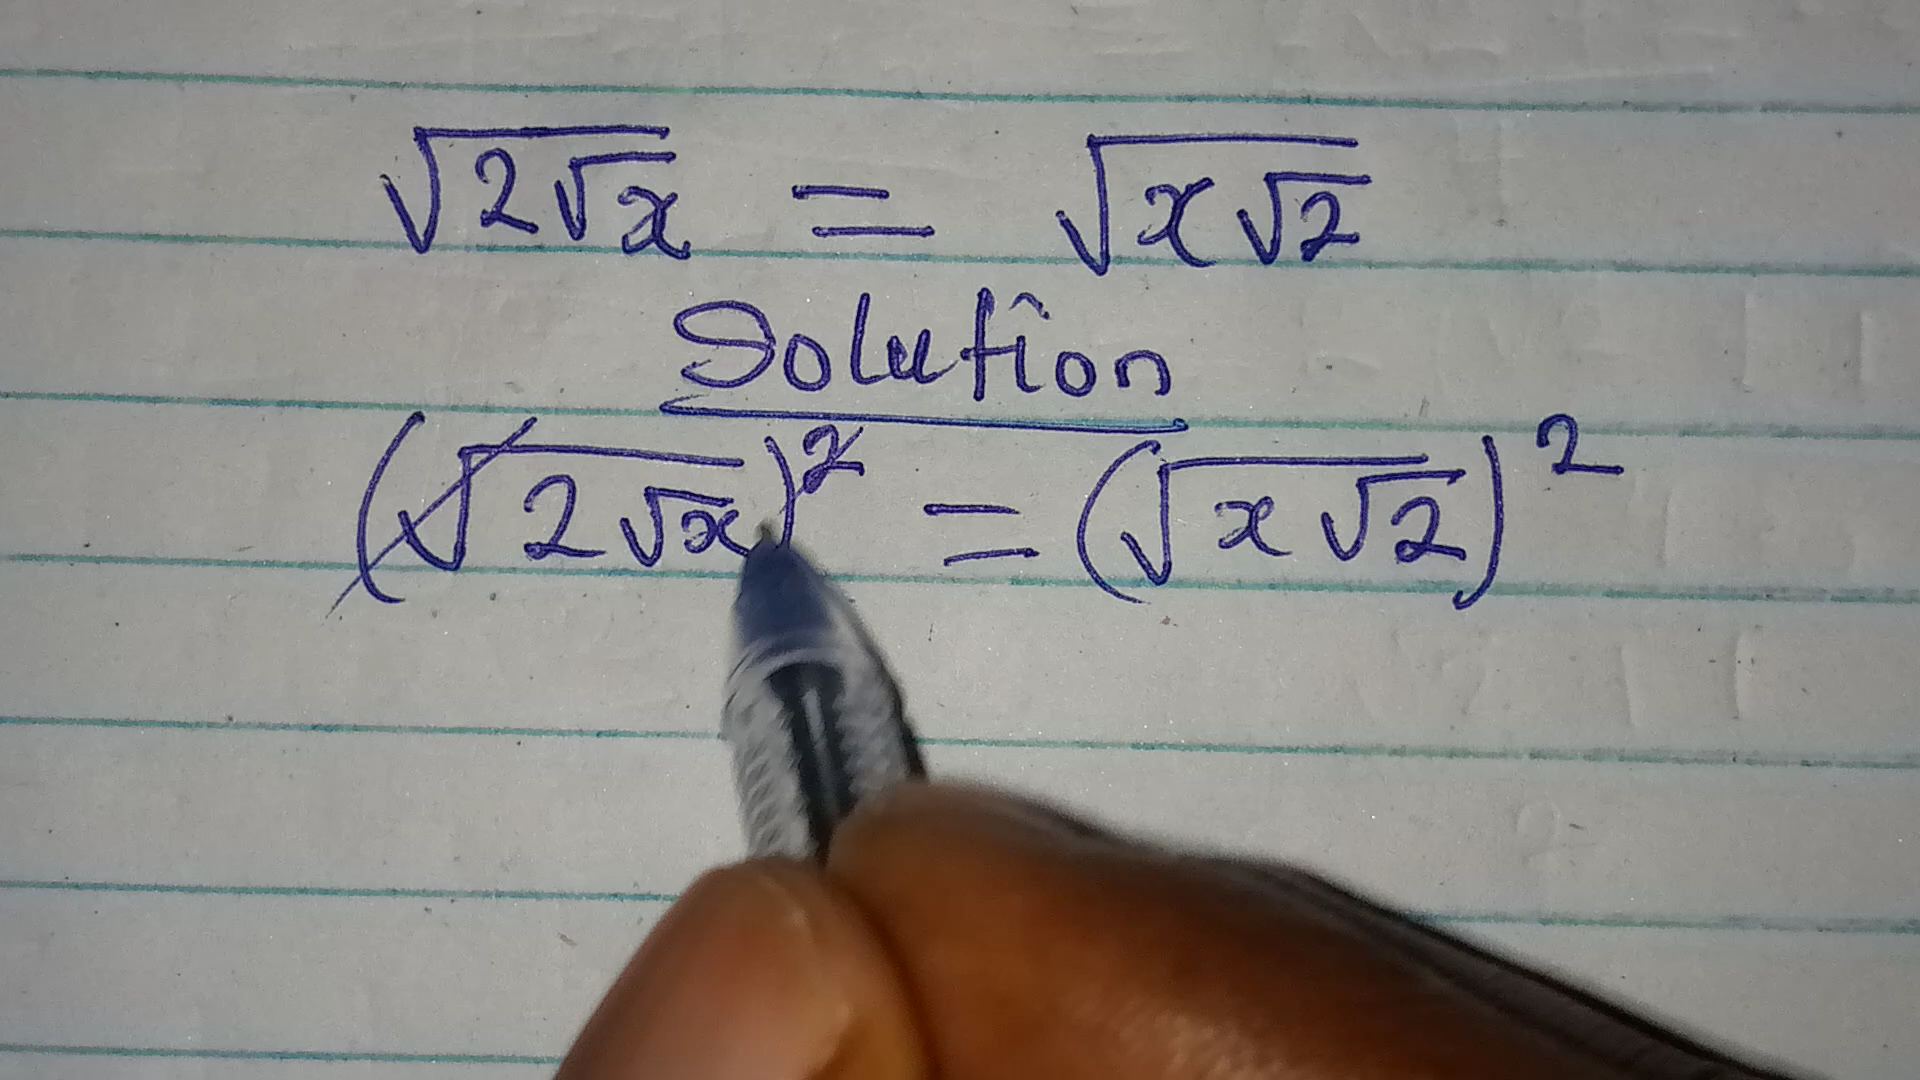 √(2√x) = √(x√2)
Solution
(√(2√x))² = (√(x√2))²